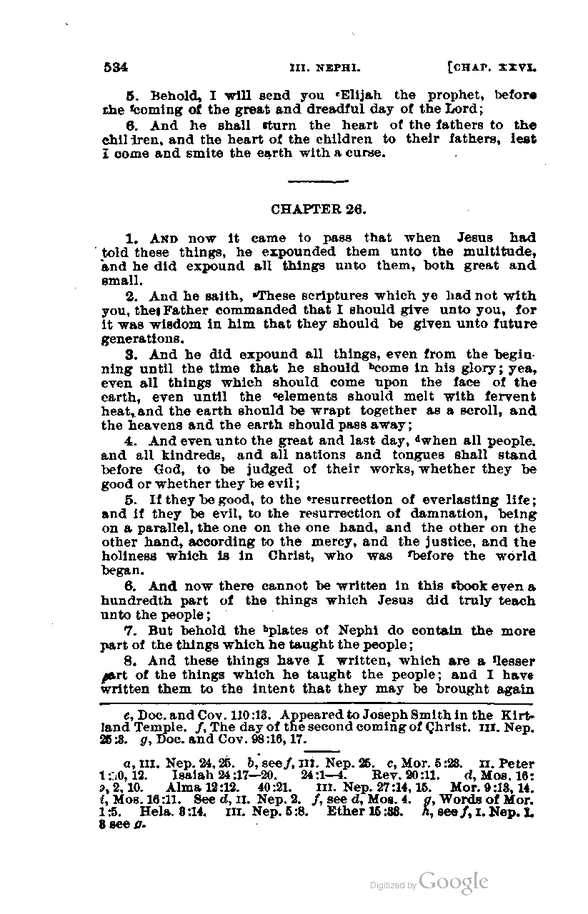 534 III. NEPHI. [CHAP. XXVI.
5. Behold, I will send you eElijah the prophet, before
the fcoming of the great and dreadful day of the Lord;
6. And he shall gturn the heart of the fathers to the
children, and the heart of the children to their fathers, lest
I come and smite the earth with a curse.
CHAPTER 26.
1. AND now it came to pass that when Jesus had
told these things, he expounded them unto the multitude,
and he did expound all things unto them, both great and
small.
2. And he saith, aThese scriptures which ye had not with
you, the Father commanded that I should give unto you, for
it was wisdom in him that they should be given unto future
generations.
3. And he did expound all things, even from the begin-
ning until the time that he should bcome in his glory; yea,
even all things which should come upon the face of the
earth, even until the celements should melt with fervent
heat, and the earth should be wrapt together as a scroll, and
the heavens and the earth should pass away;
4. And even unto the great and last day, dwhen all people,
and all kindreds, and all nations and tongues shall stand
before God, to be judged of their works, whether they be
good or whether they be evil;
5. If they be good, to the eresurrection of everlasting life;
and if they be evil, to the resurrection of damnation, being
on a parallel, the one on the one hand, and the other on the
other hand, according to the mercy, and the justice, and the
holiness which is in Christ, who was fbefore the world
began.
6. And now there cannot be written in this gbook even a
hundredth part of the things which Jesus did truly teach
unto the people;
7. But behold the hplates of Nephi do contain the more
part of the things which he taught the people;
8. And these things have I written, which are a ilesser
part of the things which he taught the people; and I have
written them to the intent that they may be brought again
e, Doc. and Cov. 110:13. Appeared to Joseph Smith in the Kirt-
land Temple. f, The day of the second coming of Christ. III. Nep.
25:3. g, Doc. and Cov. 98:16, 17.
a, III. Nep. 24, 25. b, see f, III. Nep. 25. c, Mor. 5:23. II. Peter
1:20, 12. Isaiah 24:17—20. 24:1—4. Rev. 20:11. d, Mos. 16:
2, 10. Alma 12:12. 40:21. III. Nep. 27:14, 15. Mor. 9:13, 14.
e, Mos. 16:11. See d, II. Nep. 2. f, see d, Mos. 4. g, Words of Mor.
1:5. Hela. 3:14. III. Nep. 5:8. Ether 15:33. h, see f, I. Nep. 1.
8 see g.
Digitized by Google